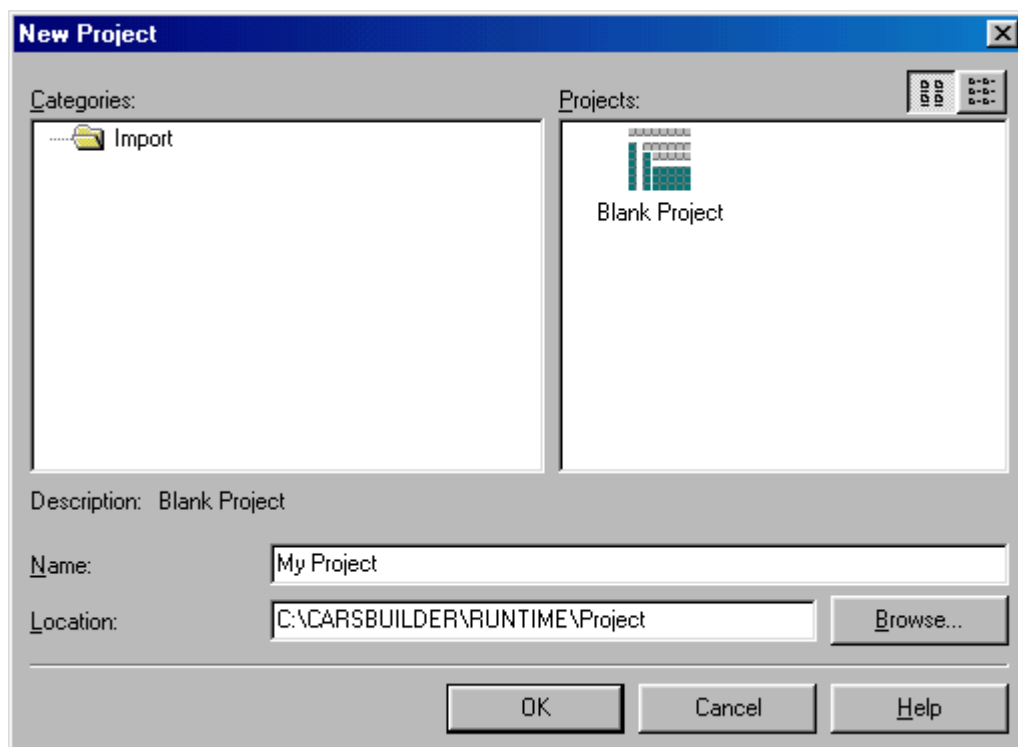 New Project
Categories:
Projects:
Import
Blank Project
Description: Blank Project
Name:
My Project
Location:
C:\CARSBUILDER\RUNTIME\Project
Browse...
OK
Cancel
Help